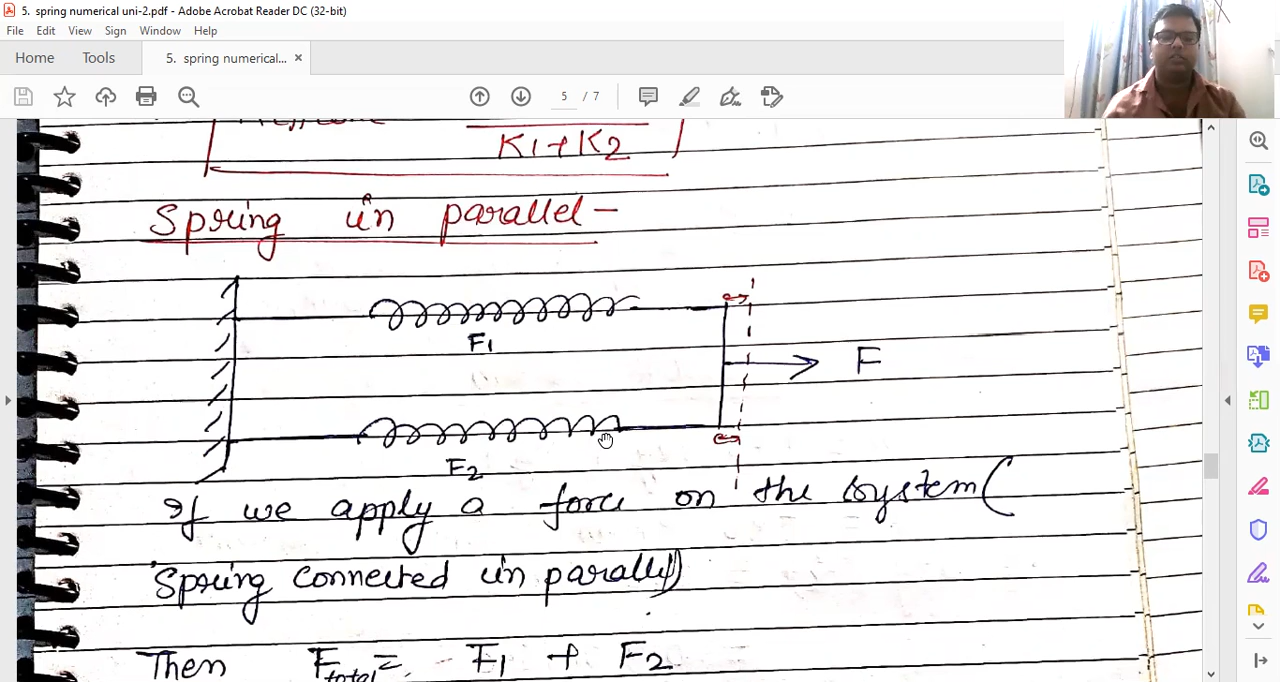 5. spring numerical uni-2.pdf - Adobe Acrobat Reader DC (32-bit)
File Edit View Sign Window Help
Home Tools 5. spring numerical... ×
5 / 7
K1+K2
Spring in parallel -
F1
F
F2
If we apply a force on the system (
Spring connected in parallel)
Then Ftotal = F1 + F2